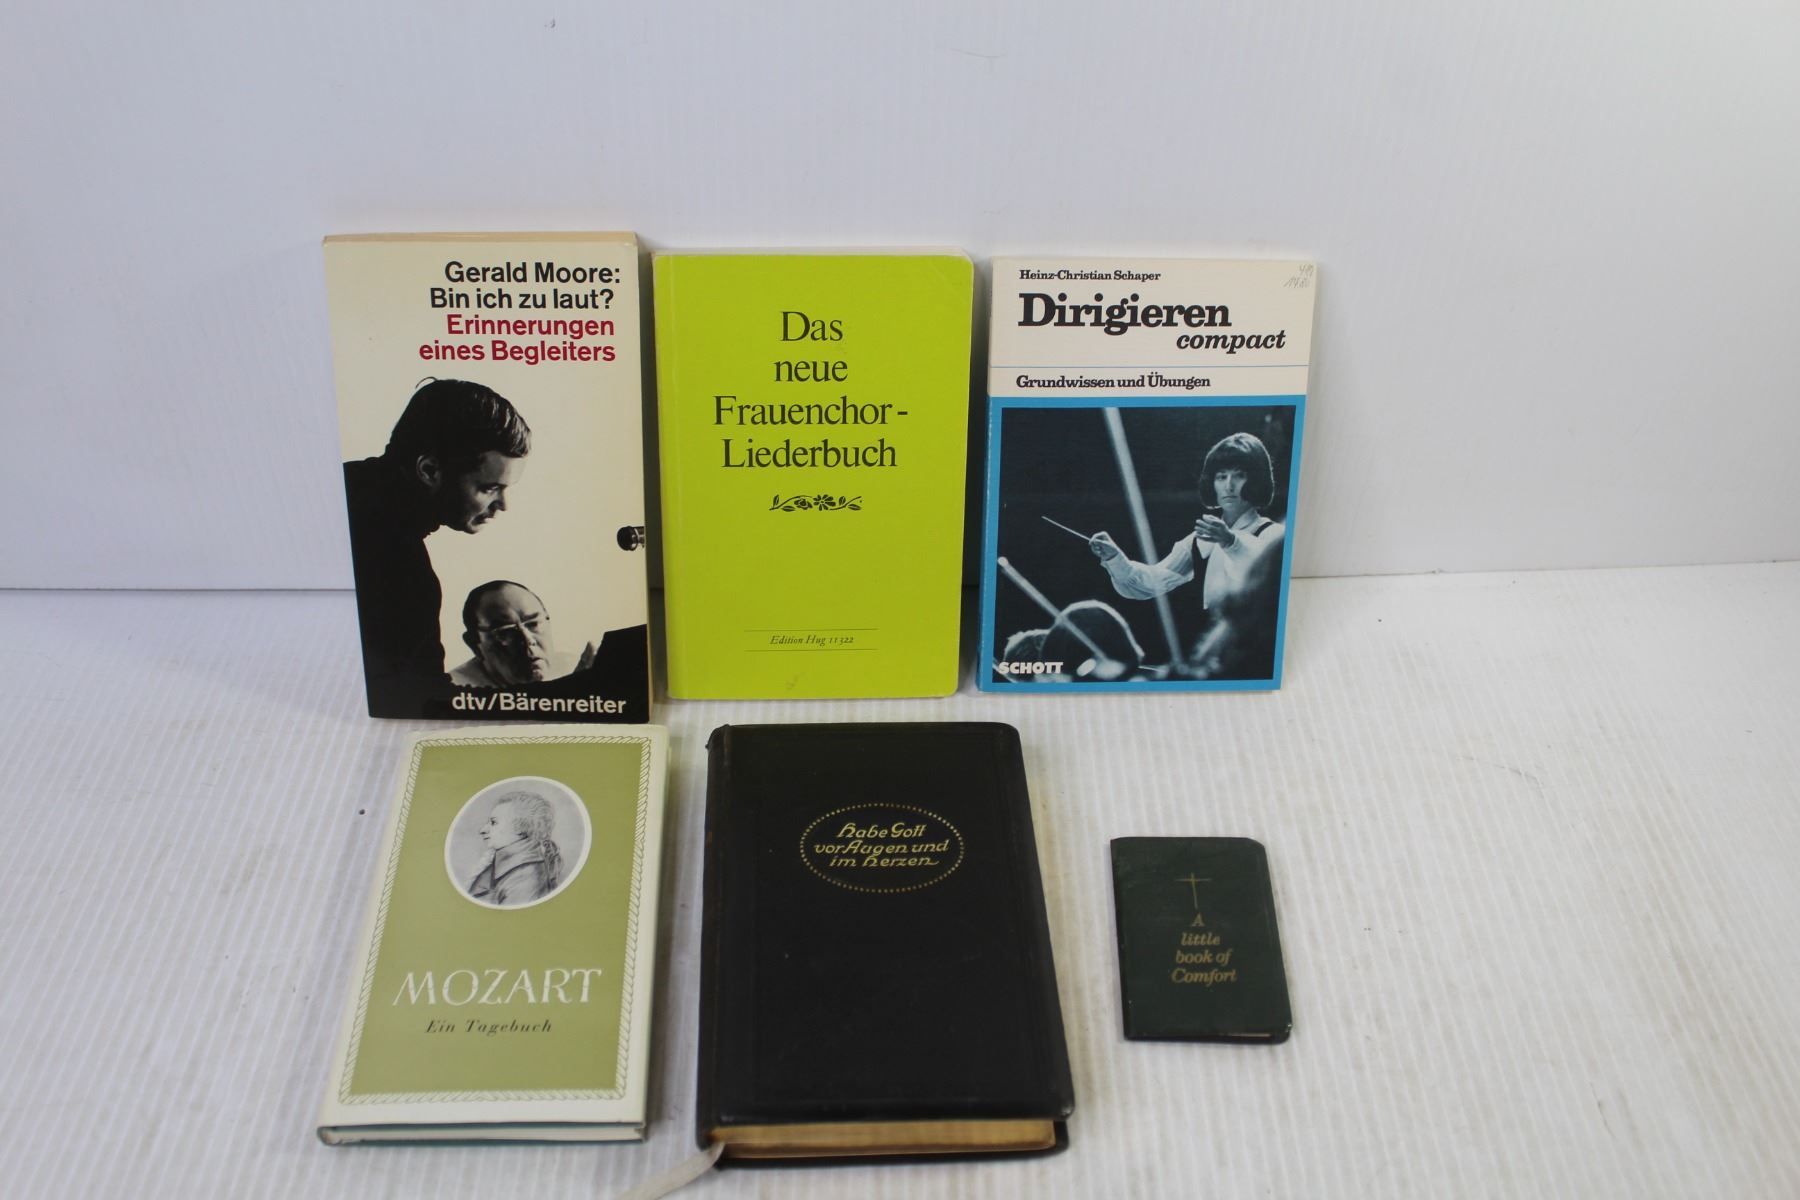 Gerald Moore:
Bin ich zu laut?
Erinnerungen
eines Begleiters
dtv/Bärenreiter
Das
neue
Frauenchor-
Liederbuch
Edition Hug 11322
Heinz-Christian Schaper
Dirigieren
compact
Grundwissen und Übungen
SCHOTT
MOZART
Ein Tagebuch
Habe Gott
vor Augen und
im Herzen
A
little
book of
Comfort